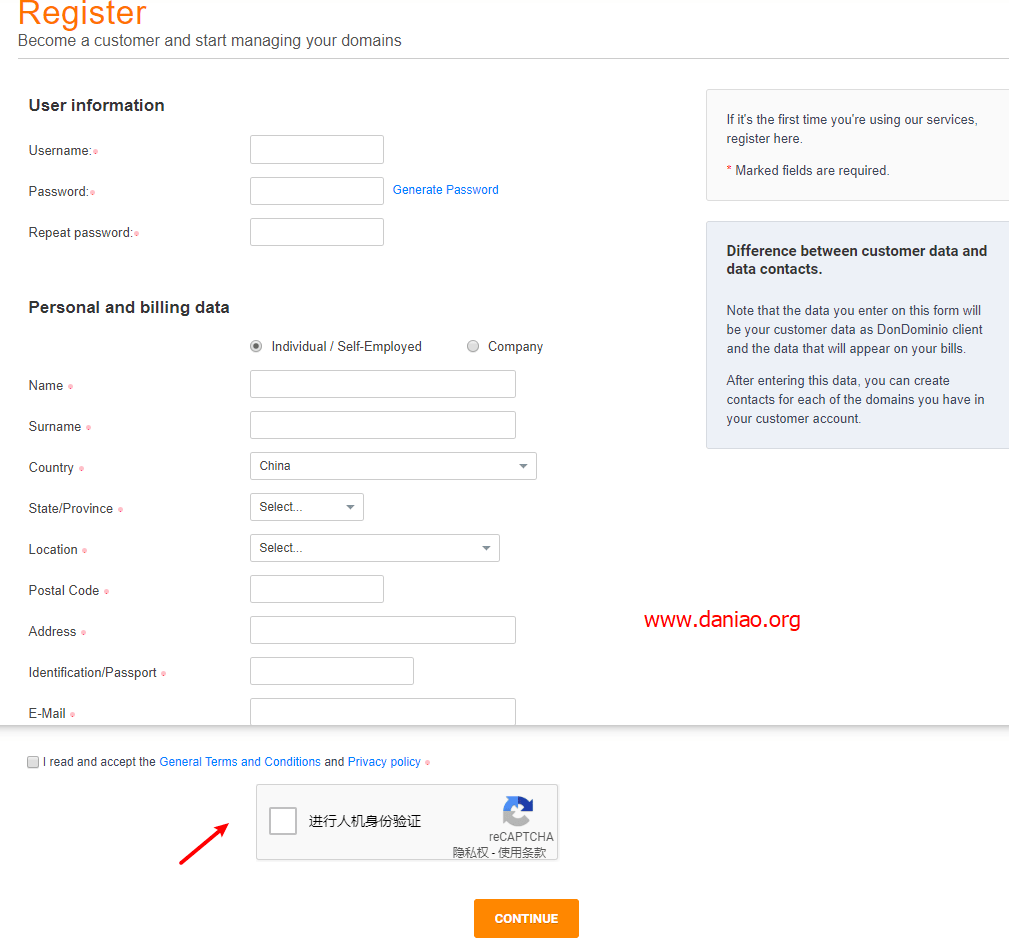 Register
Become a customer and start managing your domains
User information
Username:*
Password:*
Generate Password
Repeat password:*
Personal and billing data
Individual / Self-Employed
Company
Name *
Surname *
Country *
China
State/Province *
Select...
Location *
Select...
Postal Code *
Address *
Identification/Passport *
E-Mail *
If it's the first time you're using our services,
register here.
* Marked fields are required.
Difference between customer data and
data contacts.
Note that the data you enter on this form will
be your customer data as DonDominio client
and the data that will appear on your bills.
After entering this data, you can create
contacts for each of the domains you have in
your customer account.
www.daniao.org
I read and accept the General Terms and Conditions and Privacy policy *
进行人机身份验证
reCAPTCHA
隐私权 - 使用条款
CONTINUE